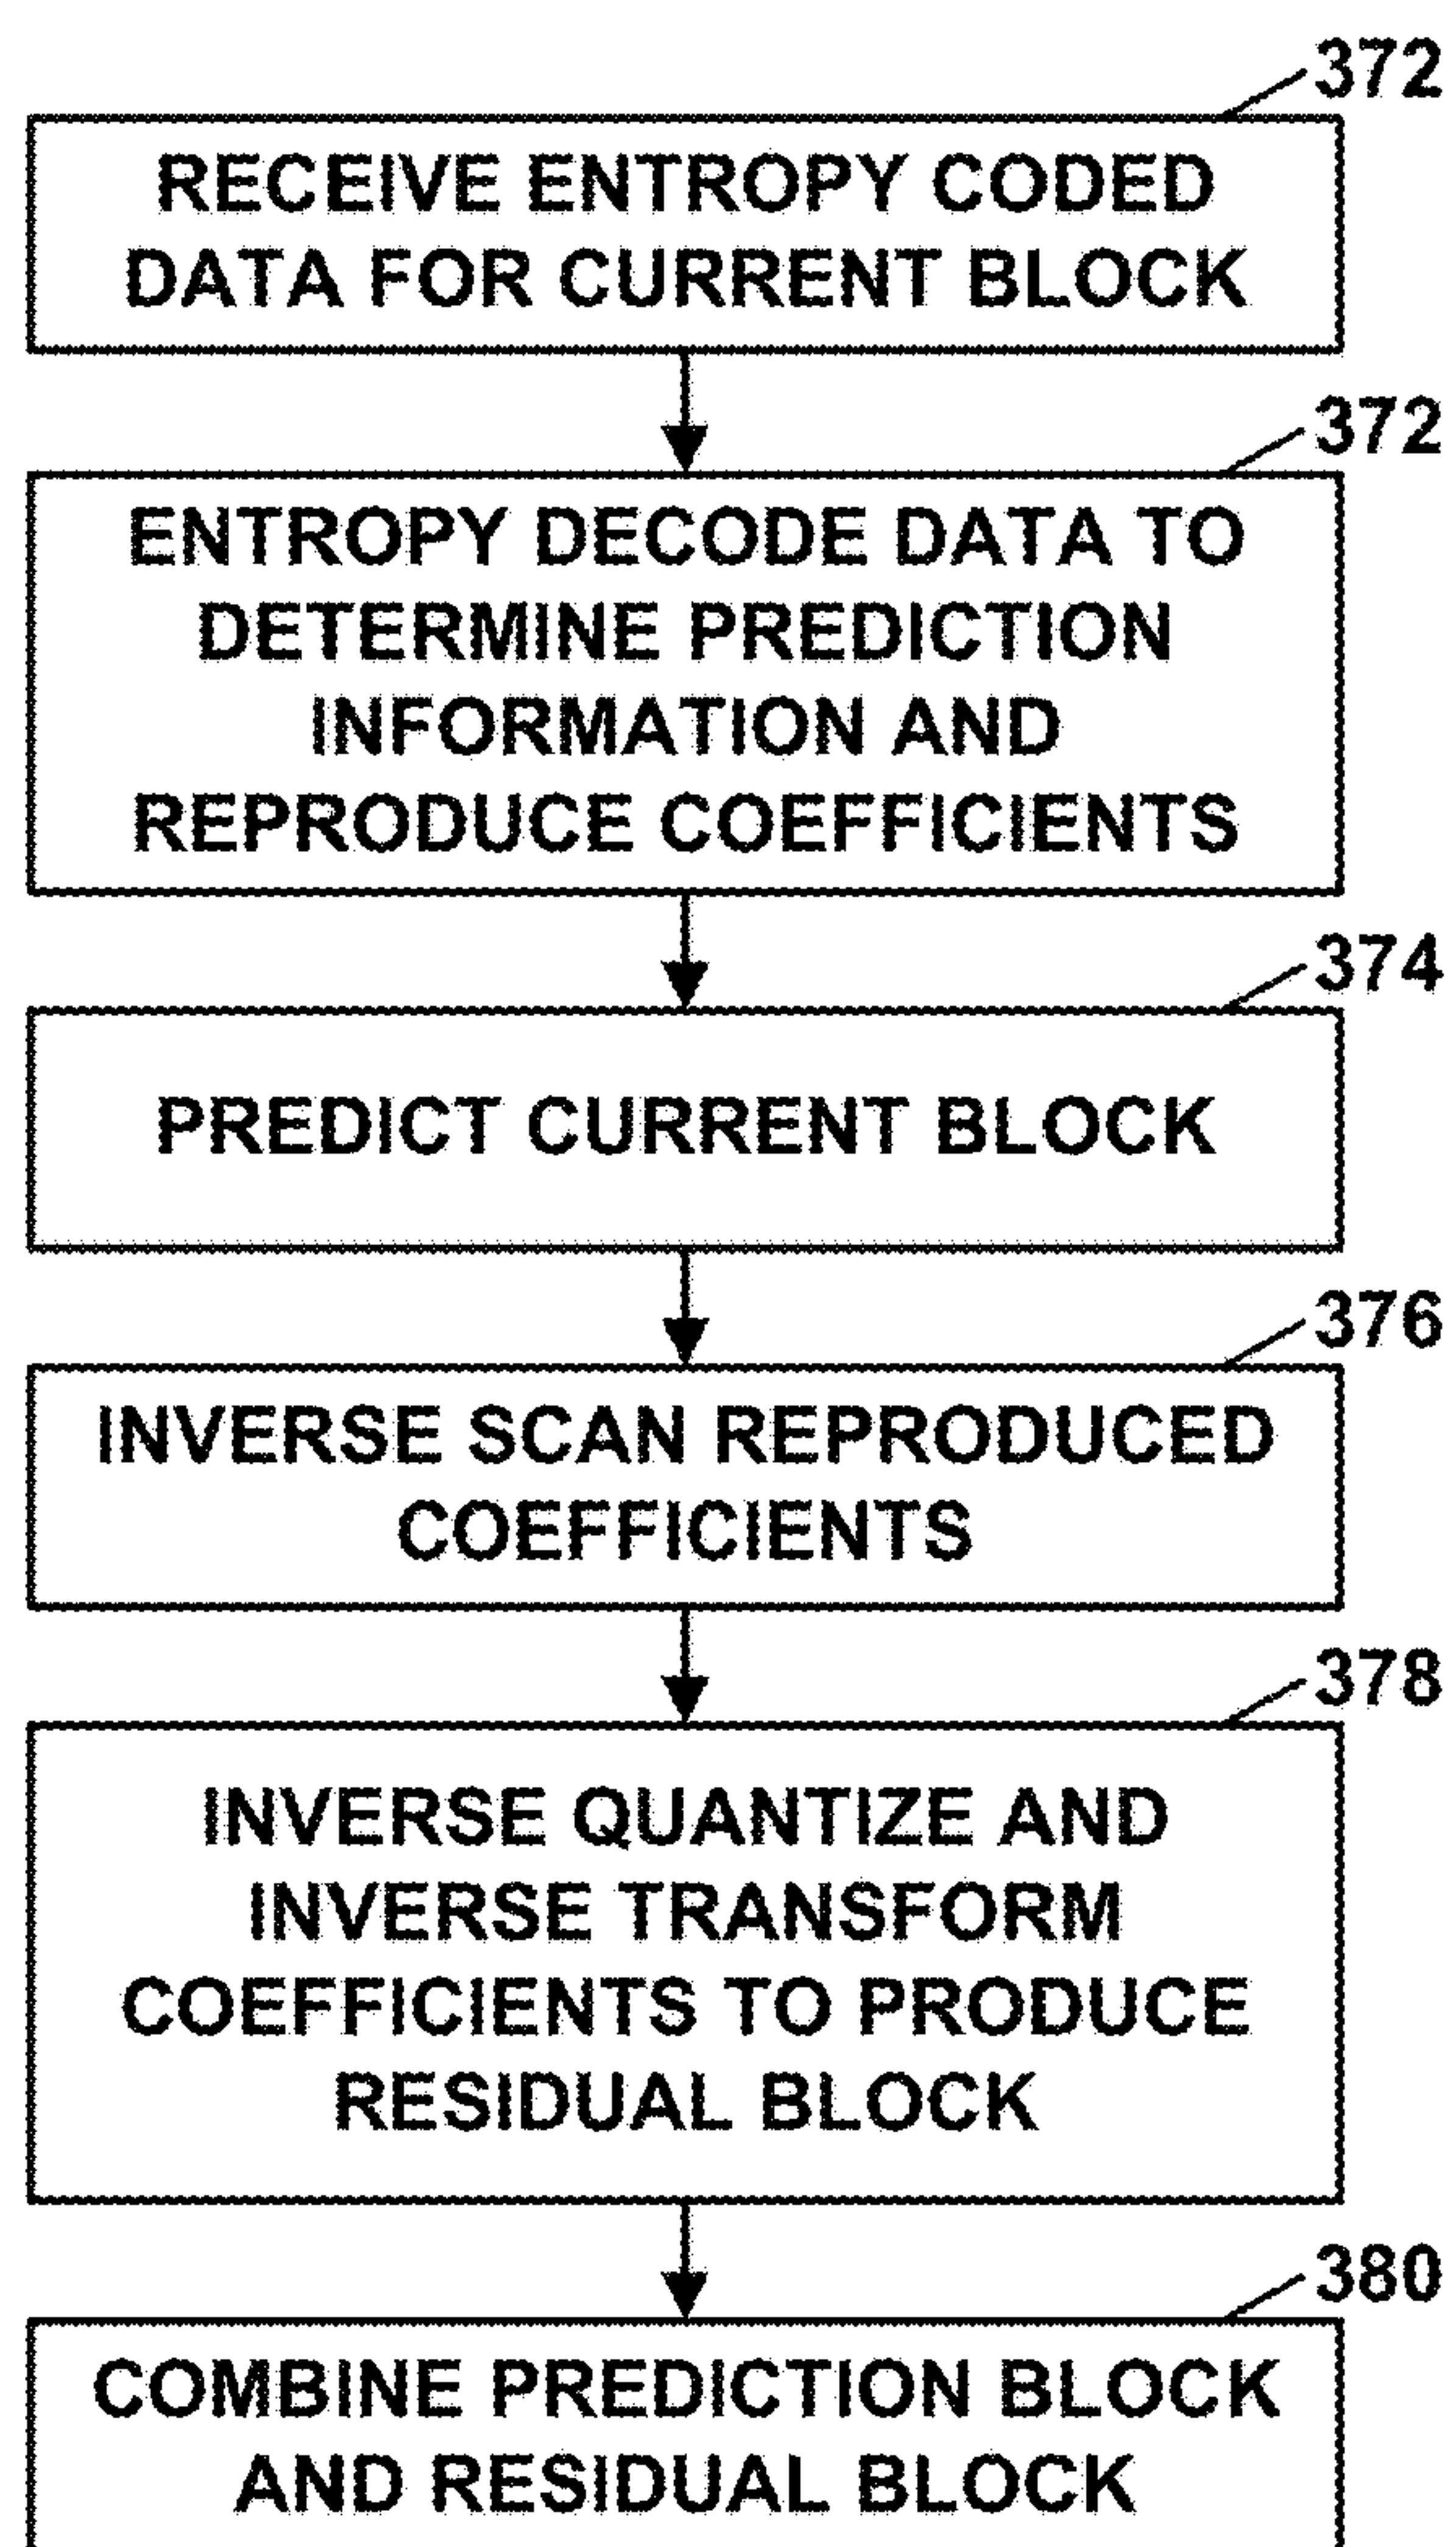 372
RECEIVE ENTROPY CODED
DATA FOR CURRENT BLOCK
372
ENTROPY DECODE DATA TO
DETERMINE PREDICTION
INFORMATION AND
REPRODUCE COEFFICIENTS
374
PREDICT CURRENT BLOCK
376
INVERSE SCAN REPRODUCED
COEFFICIENTS
378
INVERSE QUANTIZE AND
INVERSE TRANSFORM
COEFFICIENTS TO PRODUCE
RESIDUAL BLOCK
380
COMBINE PREDICTION BLOCK
AND RESIDUAL BLOCK